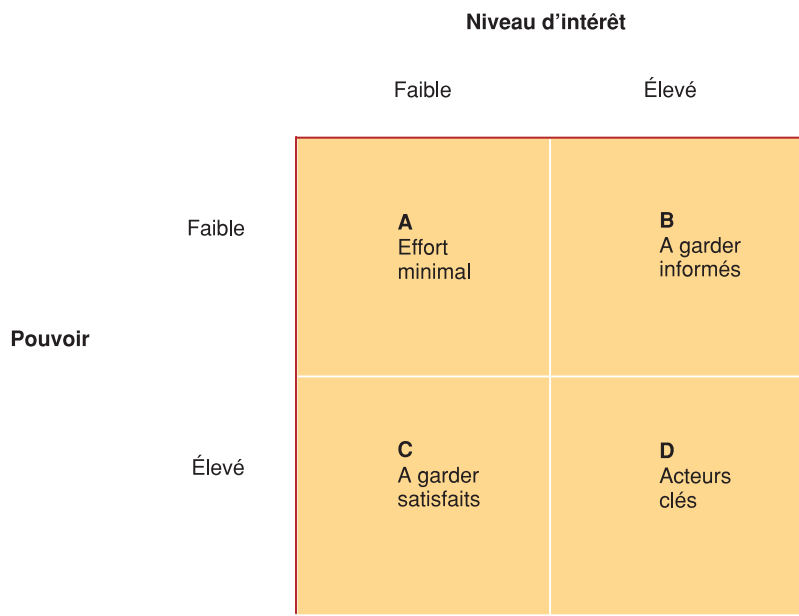 Niveau d'intérêt
Faible
Élevé
Faible
A
Effort
minimal
B
A garder
informés
Pouvoir
Élevé
C
A garder
satisfaits
D
Acteurs
clés